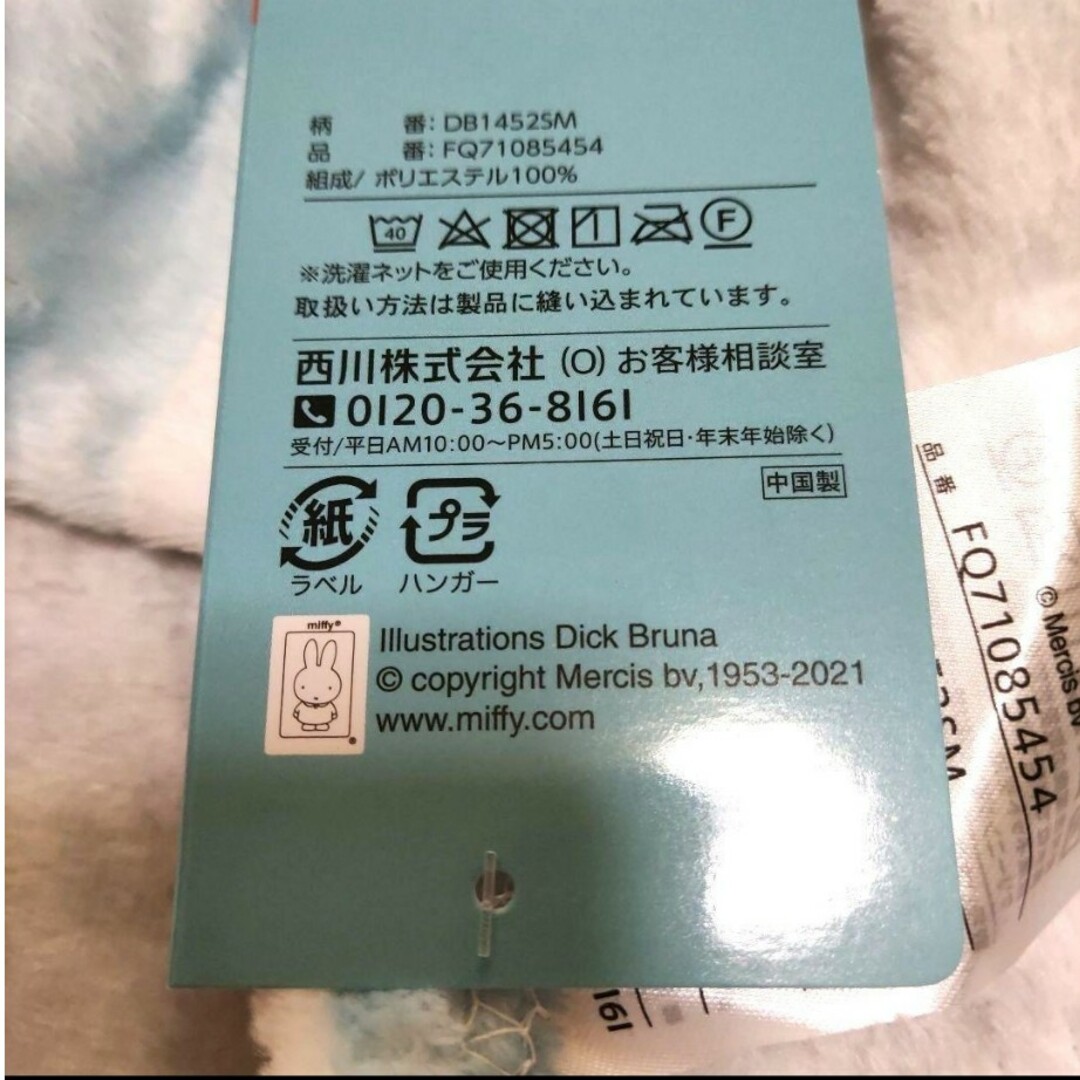 柄 番: DB1452SM
品 番: FQ71085454
組成/ ポリエステル100%
40
F
※洗濯ネットをご使用ください。
取扱い方法は製品に縫い込まれています。
西川株式会社 (O) お客様相談室
0120-36-8161
受付/平日AM10:00～PM5:00(土日祝日・年末年始除く)
中国製
紙 プラ
ラベル ハンガー
miffy®
Illustrations Dick Bruna
© copyright Mercis bv,1953-2021
www.miffy.com
品番 FQ71085454
© Mercis bv
161